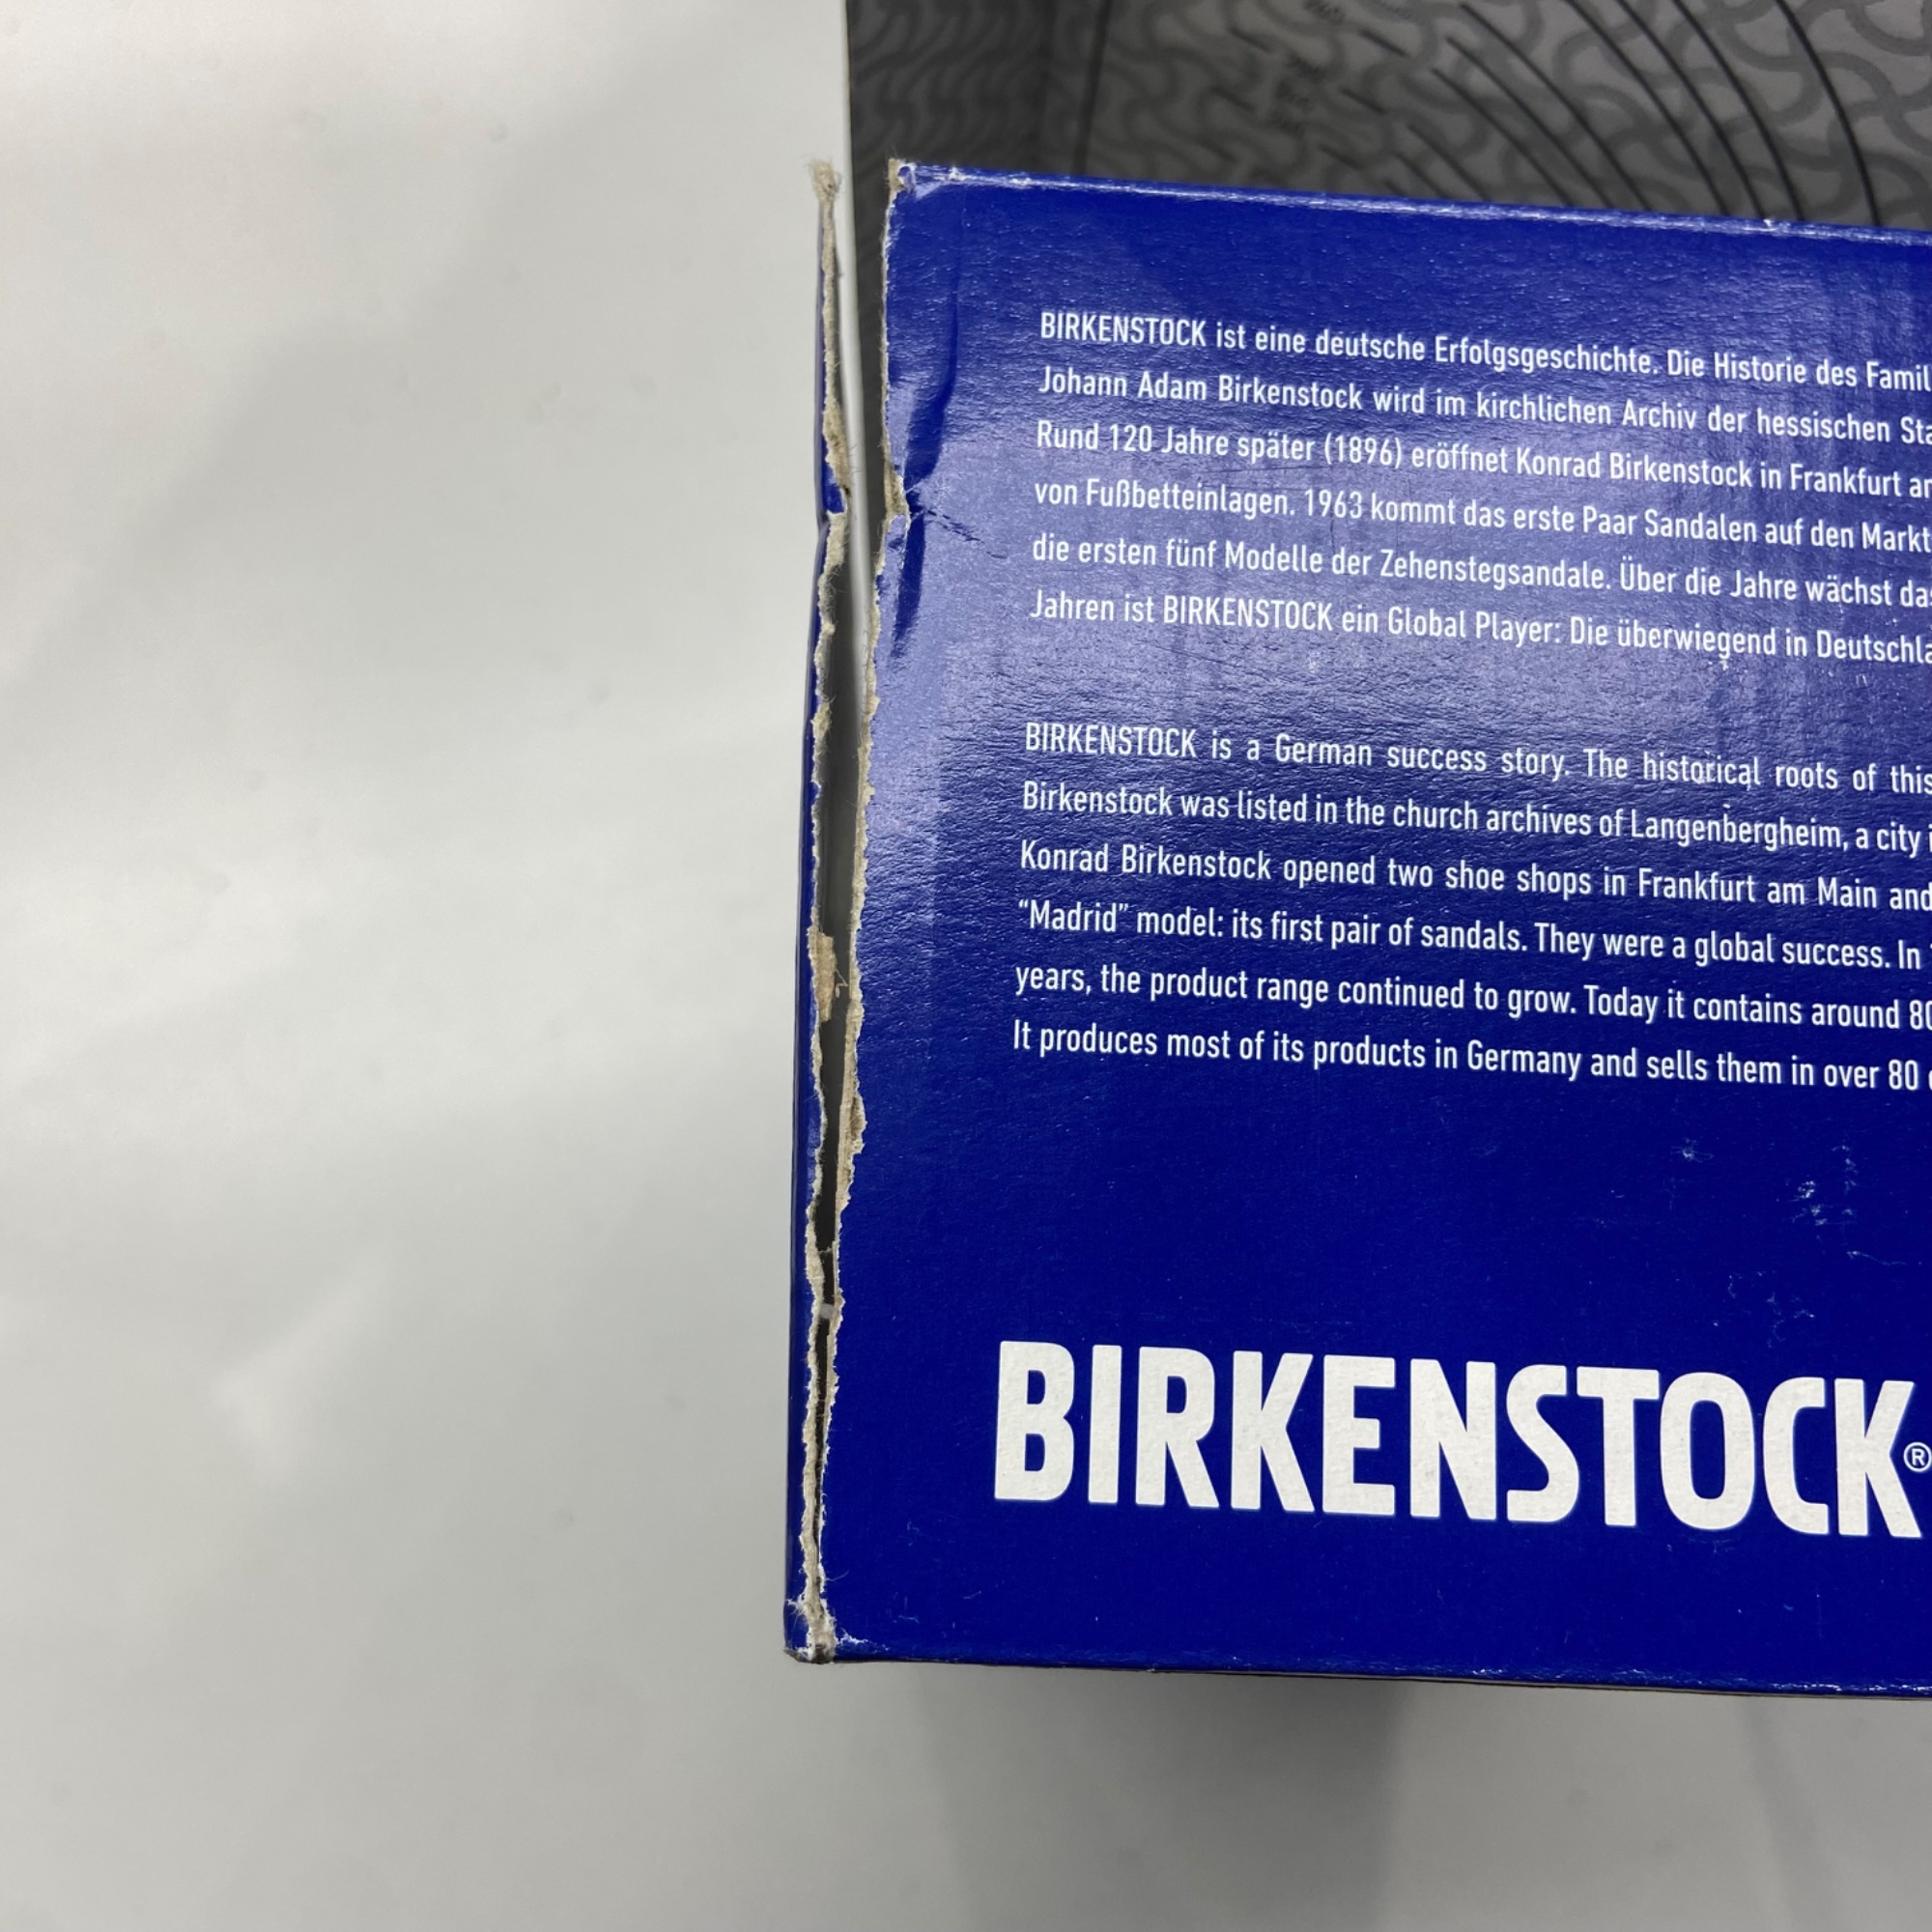 BIRKENSTOCK ist eine deutsche Erfolgsgeschichte. Die Historie des Famil
Johann Adam Birkenstock wird im kirchlichen Archiv der hessischen Sta
Rund 120 Jahre später (1896) eröffnet Konrad Birkenstock in Frankfurt am
von Fußbetteinlagen. 1963 kommt das erste Paar Sandalen auf den Markt
die ersten fünf Modelle der Zehenstegsandale. Über die Jahre wächst das
Jahren ist BIRKENSTOCK ein Global Player: Die überwiegend in Deutschla
BIRKENSTOCK is a German success story. The historical roots of this
Birkenstock was listed in the church archives of Langenbergheim, a city
Konrad Birkenstock opened two shoe shops in Frankfurt am Main and
“Madrid” model: its first pair of sandals. They were a global success. In
years, the product range continued to grow. Today it contains around 80
It produces most of its products in Germany and sells them in over 80
BIRKENSTOCK®